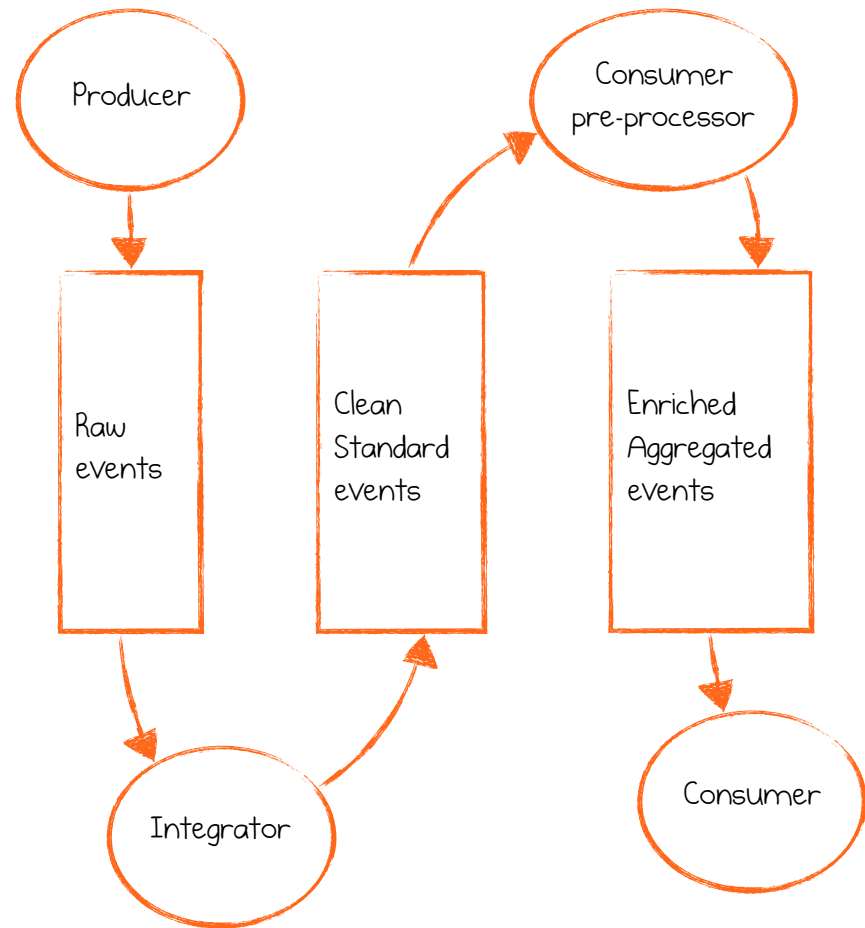 Producer
Consumer
pre-processor
Raw
events
Clean
Standard
events
Enriched
Aggregated
events
Integrator
Consumer